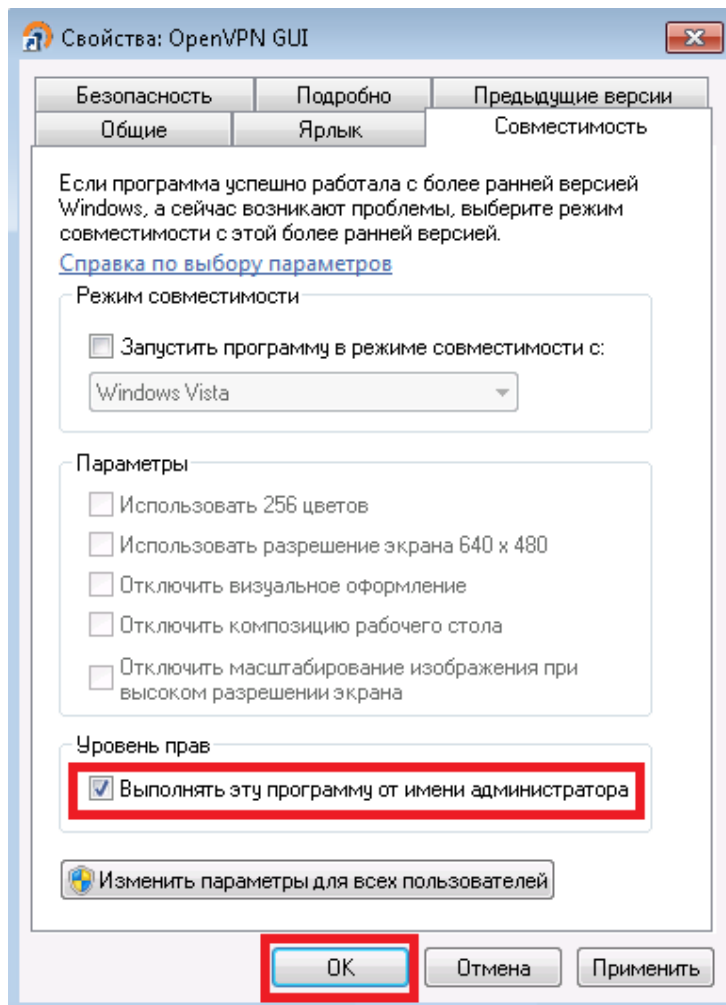 Свойства: OpenVPN GUI
Безопасность
Подробно
Предыдущие версии
Общие
Ярлык
Совместимость
Если программа успешно работала с более ранней версией
Windows, а сейчас возникают проблемы, выберите режим
совместимости с этой более ранней версией.
Справка по выбору параметров
Режим совместимости
Запустить программу в режиме совместимости с:
Windows Vista
Параметры
Использовать 256 цветов
Использовать разрешение экрана 640 x 480
Отключить визуальное оформление
Отключить композицию рабочего стола
Отключить масштабирование изображения при
высоком разрешении экрана
Уровень прав
Выполнять эту программу от имени администратора
Изменить параметры для всех пользователей
ОК
Отмена
Применить